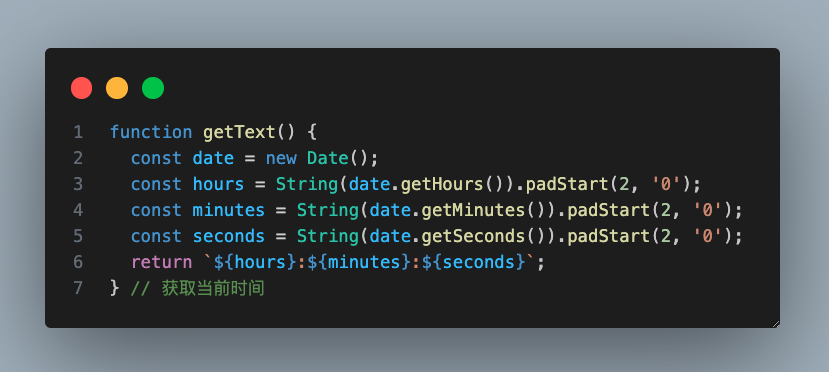 1 function getText() {
2   const date = new Date();
3   const hours = String(date.getHours()).padStart(2, '0');
4   const minutes = String(date.getMinutes()).padStart(2, '0');
5   const seconds = String(date.getSeconds()).padStart(2, '0');
6   return `${hours}:${minutes}:${seconds}`;
7 } // 获取当前时间